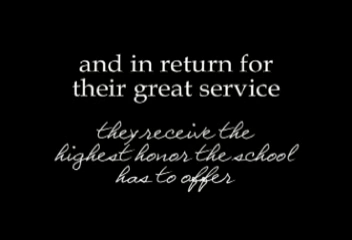 and in return for
their great service
they receive the
highest honor the school
has to offer